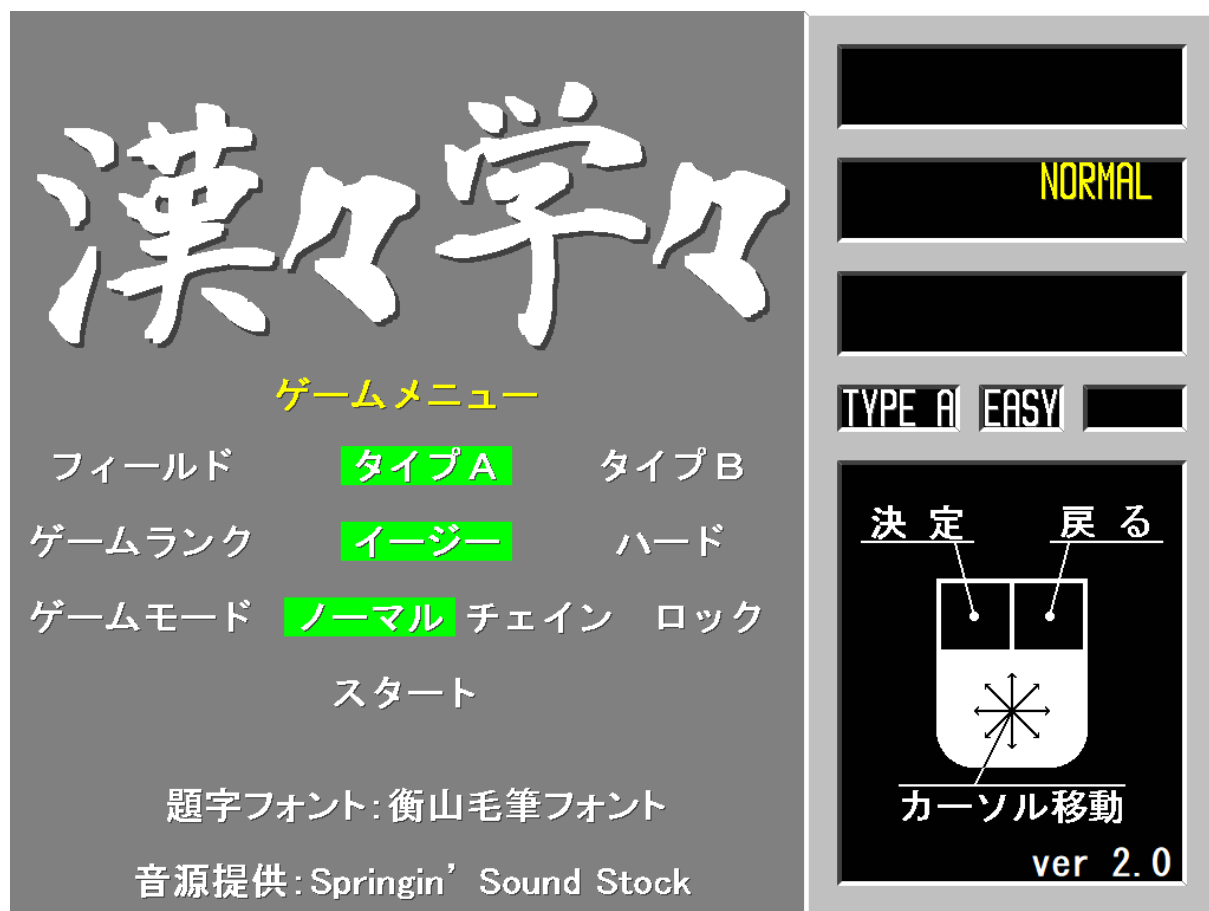 漢々学々
ゲームメニュー
フィールド タイプA タイプB
ゲームランク イージー ハード
ゲームモード ノーマル チェイン ロック
スタート
題字フォント:衡山毛筆フォント
音源提供:Springin’ Sound Stock
NORMAL
TYPE A EASY
決定 戻る
カーソル移動
ver 2.0